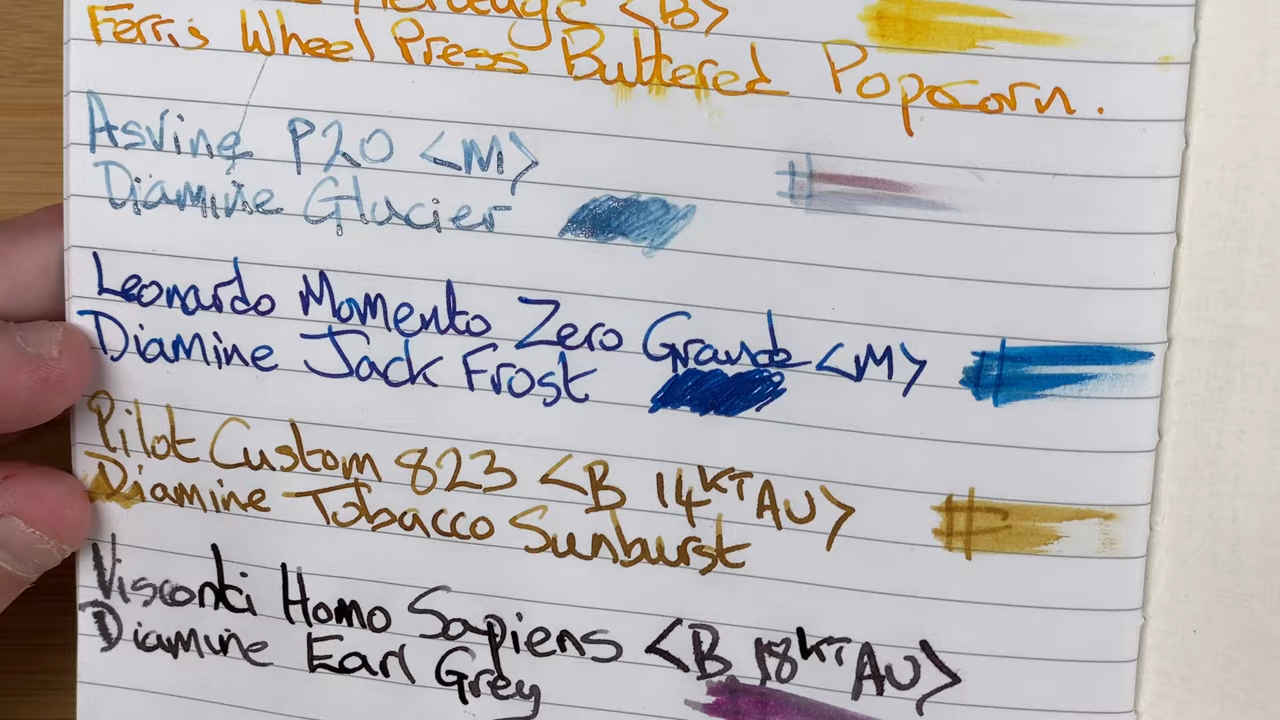 Heritage <B>
Ferris Wheel Press Buttered Popcorn.
Asvine P20 <M>
Diamine Glacier
Leonardo Momento Zero Grande <M>
Diamine Jack Frost
Pilot Custom 823 <B 14KT AU>
Diamine Tobacco Sunburst
Visconti Homo Sapiens <B 18KT AU>
Diamine Earl Grey